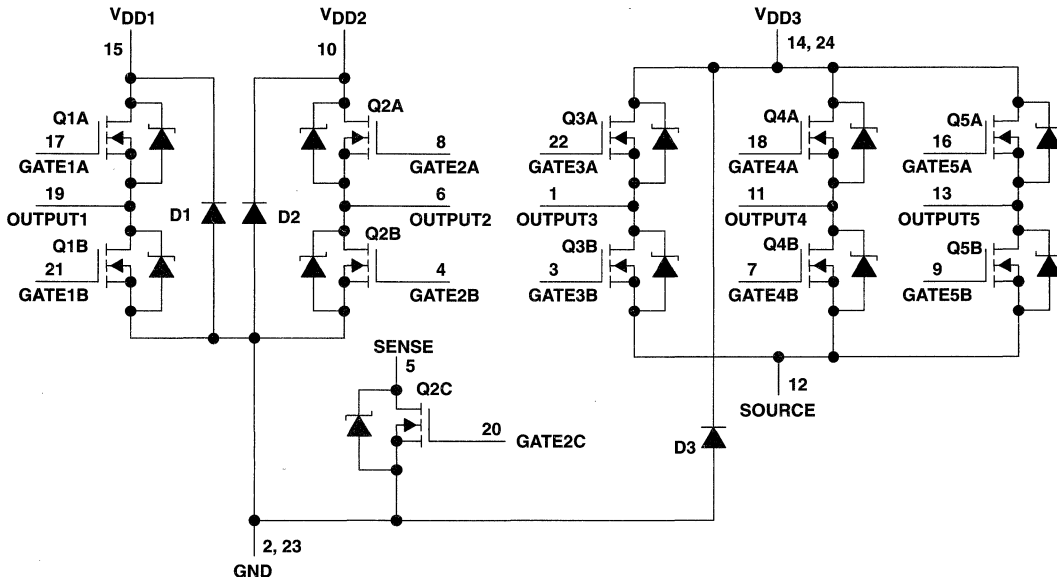 VDD1
15
VDD2
10
VDD3
14, 24
Q1A
17
GATE1A
19
OUTPUT1
Q1B
21
GATE1B
D1
D2
Q2A
8
GATE2A
6
OUTPUT2
Q2B
4
GATE2B
Q3A
22
GATE3A
1
OUTPUT3
Q3B
3
GATE3B
Q4A
18
GATE4A
11
OUTPUT4
Q4B
7
GATE4B
Q5A
16
GATE5A
13
OUTPUT5
Q5B
9
GATE5B
SENSE
5
Q2C
20
GATE2C
12
SOURCE
D3
2, 23
GND